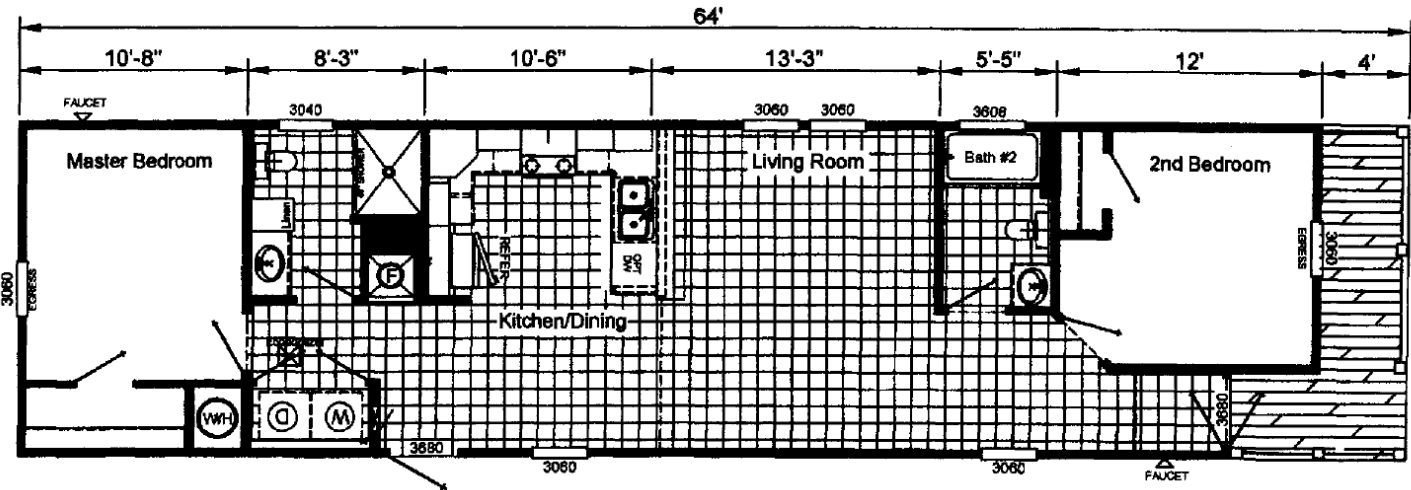 64'
10'-8" 8'-3" 10'-6" 13'-3" 5'-5" 12' 4'
FAUCET
3040
3060 3060
3608
Master Bedroom
Living Room
Bath #2
2nd Bedroom
48" SHOWER
Linen
F
REFER
OPT
DW
3060
EGRESS
EGRESS
3060
Kitchen/Dining
WH
D
W
3680
3060
3060
3680
FAUCET